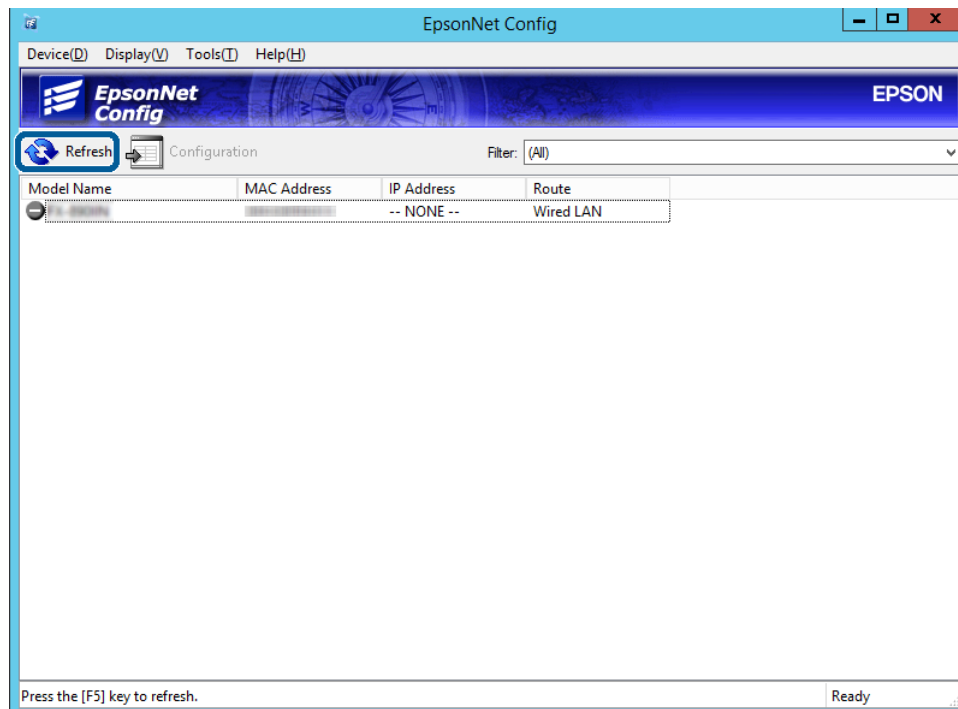 EpsonNet Config
Device(D) Display(V) Tools(T) Help(H)
EpsonNet
Config
EPSON
Refresh Configuration Filter: (All)
Model Name MAC Address IP Address Route
-- NONE -- Wired LAN
Press the [F5] key to refresh. Ready